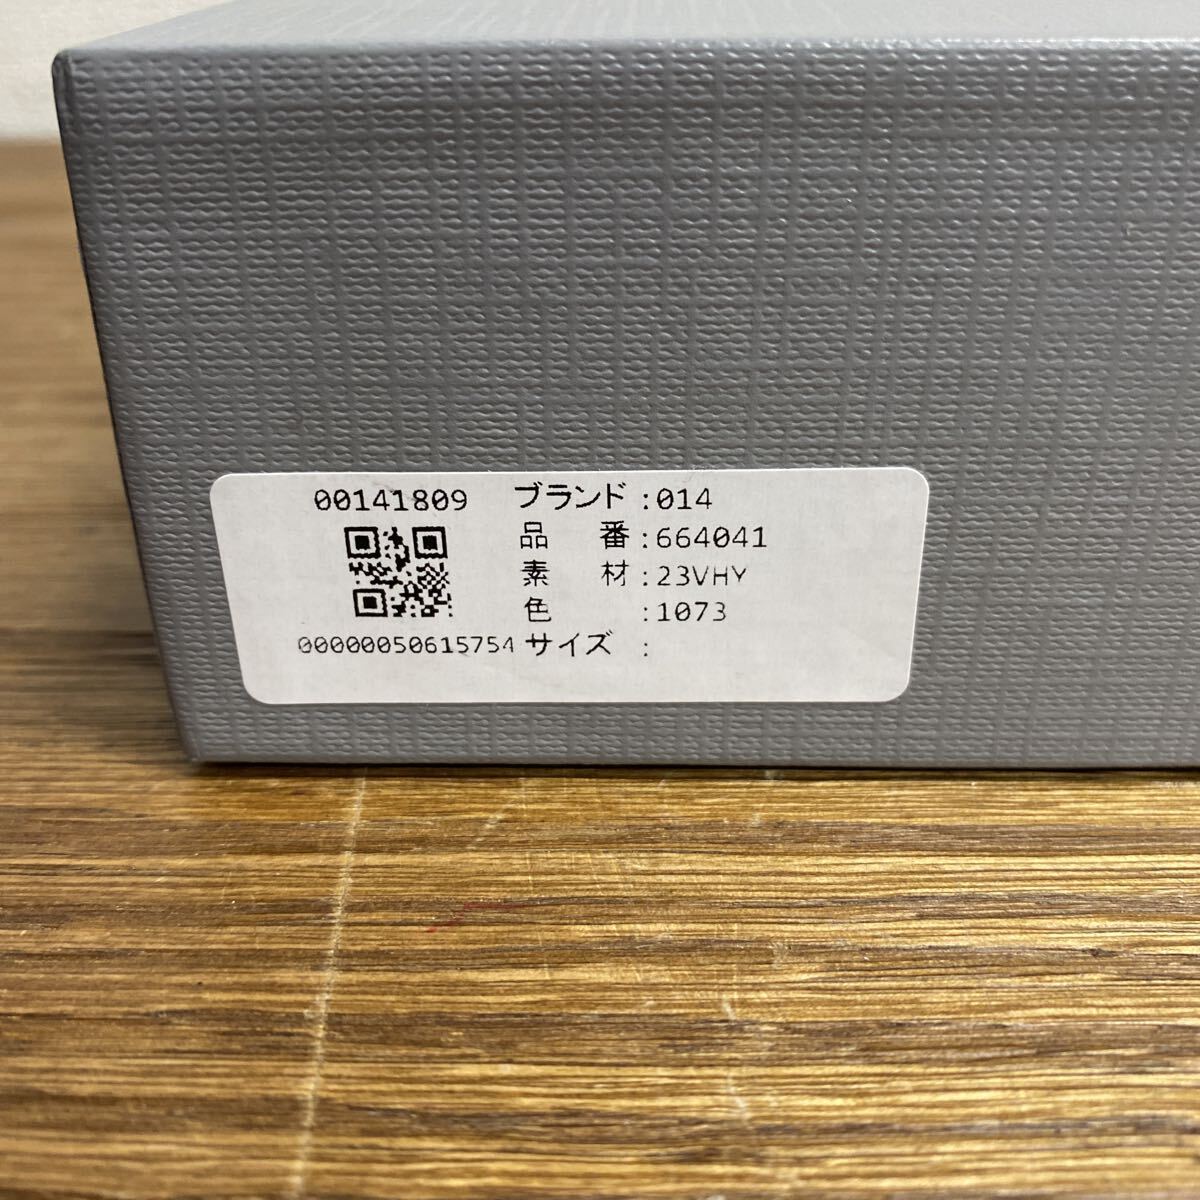 00141809
00000050615754
ブランド:014
品 番:664041
素 材:23VHY
色 :1073
サイズ :